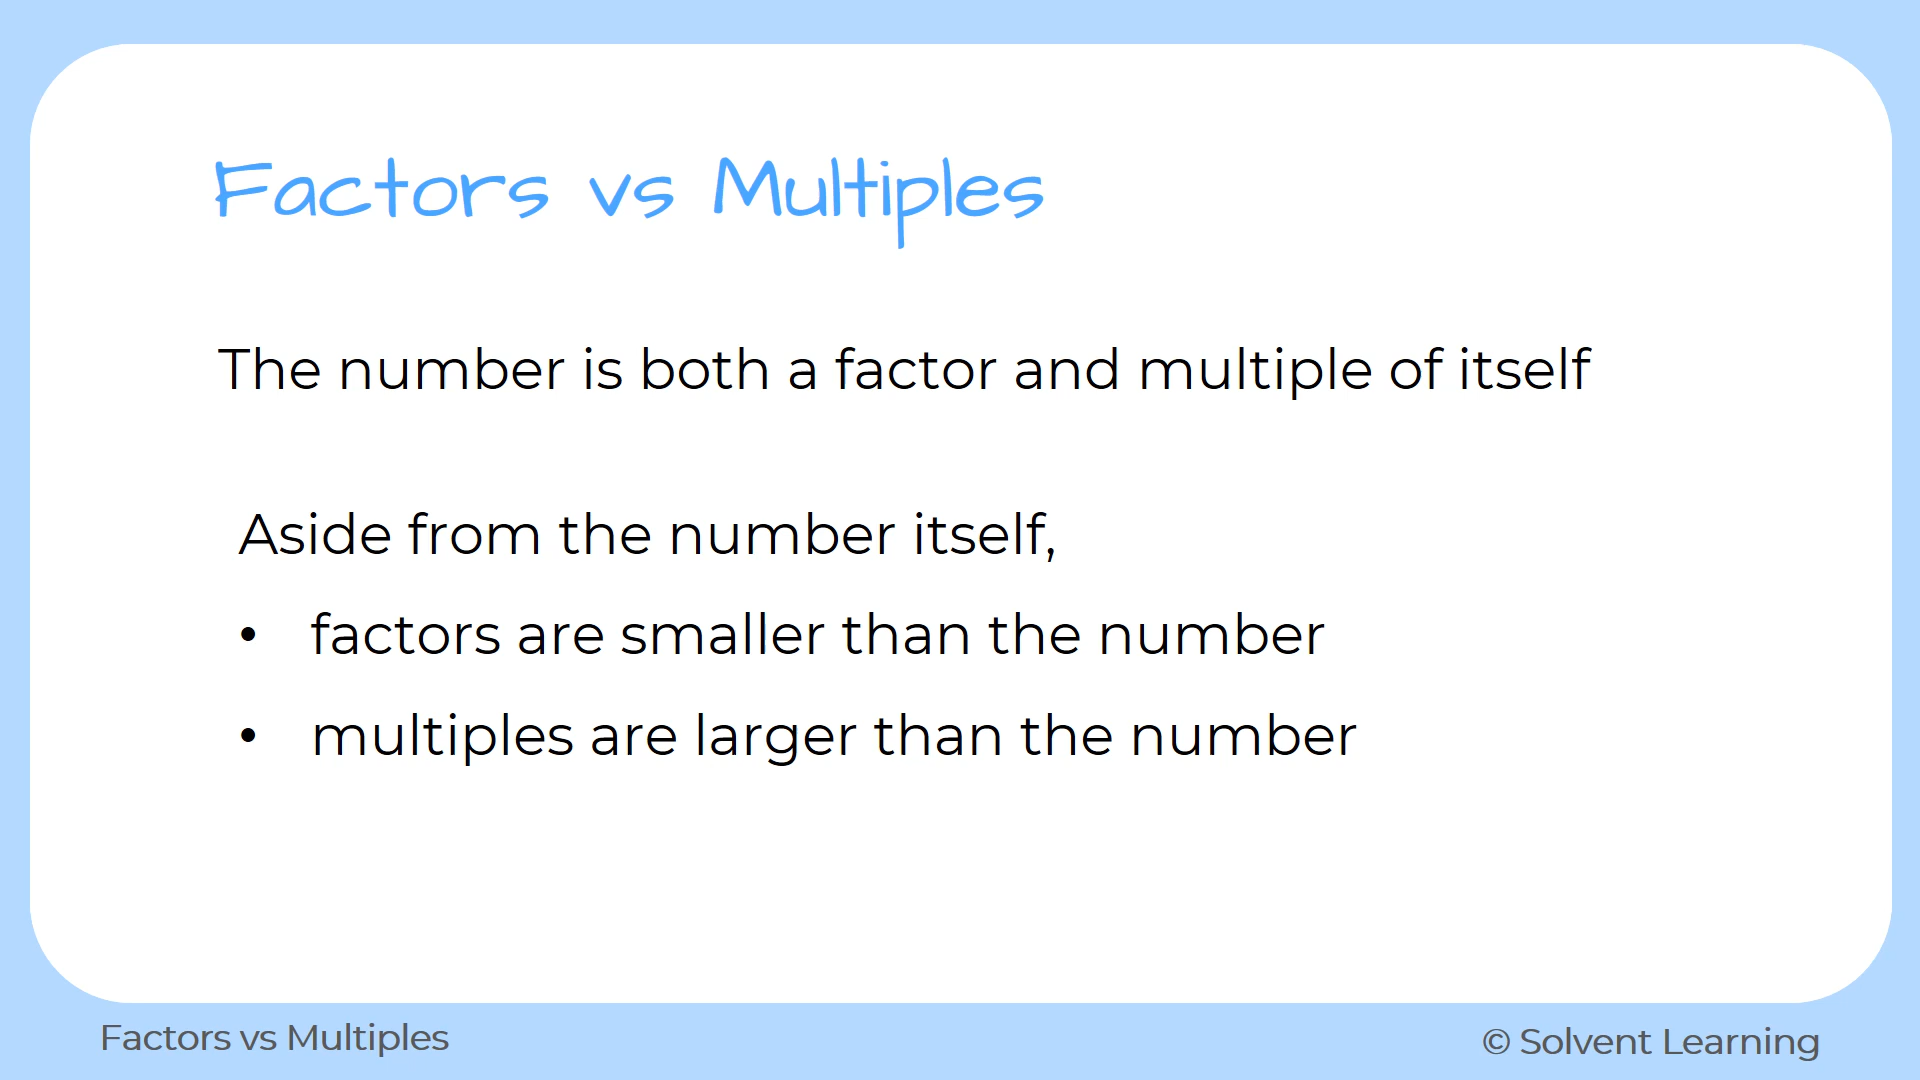 Factors vs Multiples
The number is both a factor and multiple of itself
Aside from the number itself,
• factors are smaller than the number
• multiples are larger than the number
Factors vs Multiples
© Solvent Learning